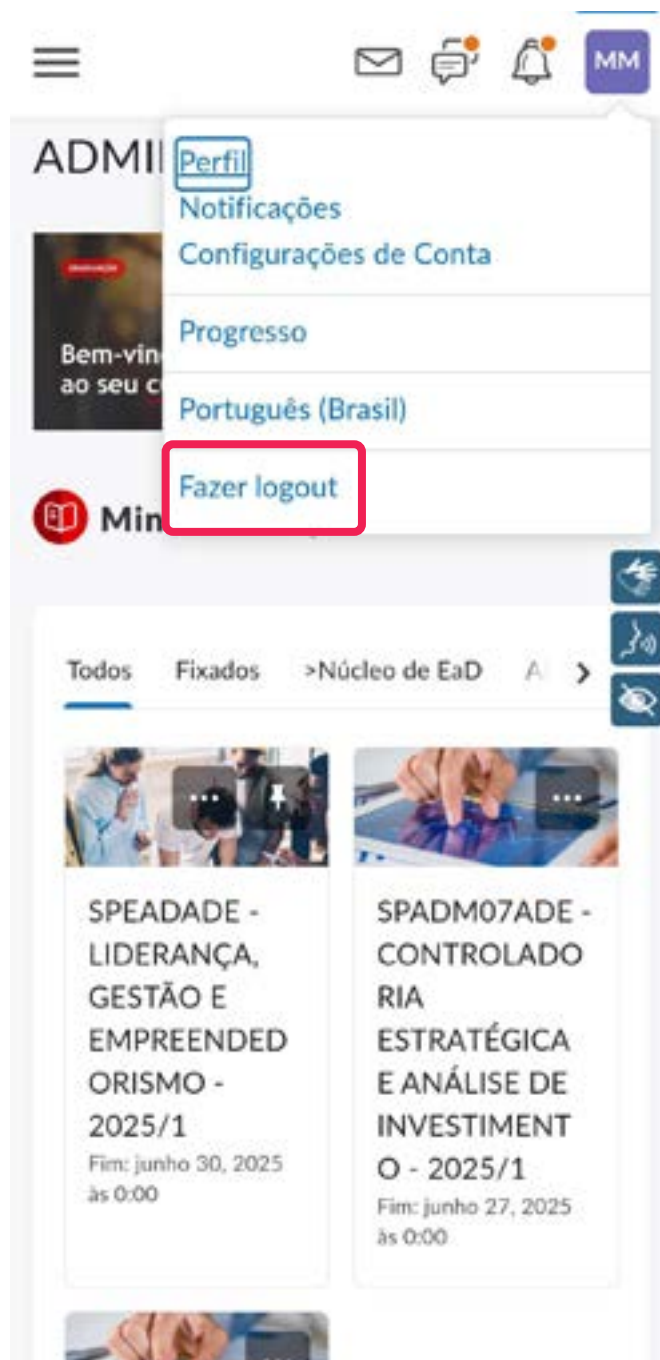 MM
ADMI
Perfil
Notificações
Configurações de Conta
GRADUAÇÃO
Bem-vin
ao seu c
Progresso
Português (Brasil)
Fazer logout
Min
Todos Fixados >Núcleo de EaD A
SPEADADE -
LIDERANÇA,
GESTÃO E
EMPREENDED
ORISMO -
2025/1
Fim: junho 30, 2025
às 0:00
SPADM07ADE -
CONTROLADO
RIA
ESTRATÉGICA
E ANÁLISE DE
INVESTIMENT
O - 2025/1
Fim: junho 27, 2025
às 0:00